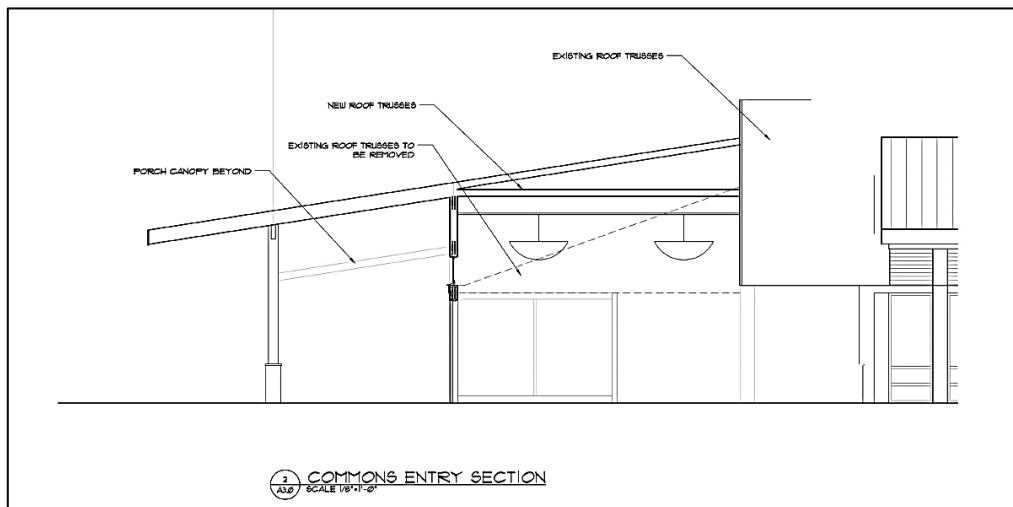 EXISTING ROOF TRUSSES
NEW ROOF TRUSSES
EXISTING ROOF TRUSSES TO
BE REMOVED
PORCH CANOPY BEYOND
2
A3.0
COMMONS ENTRY SECTION
SCALE 1/8"=1'-0"